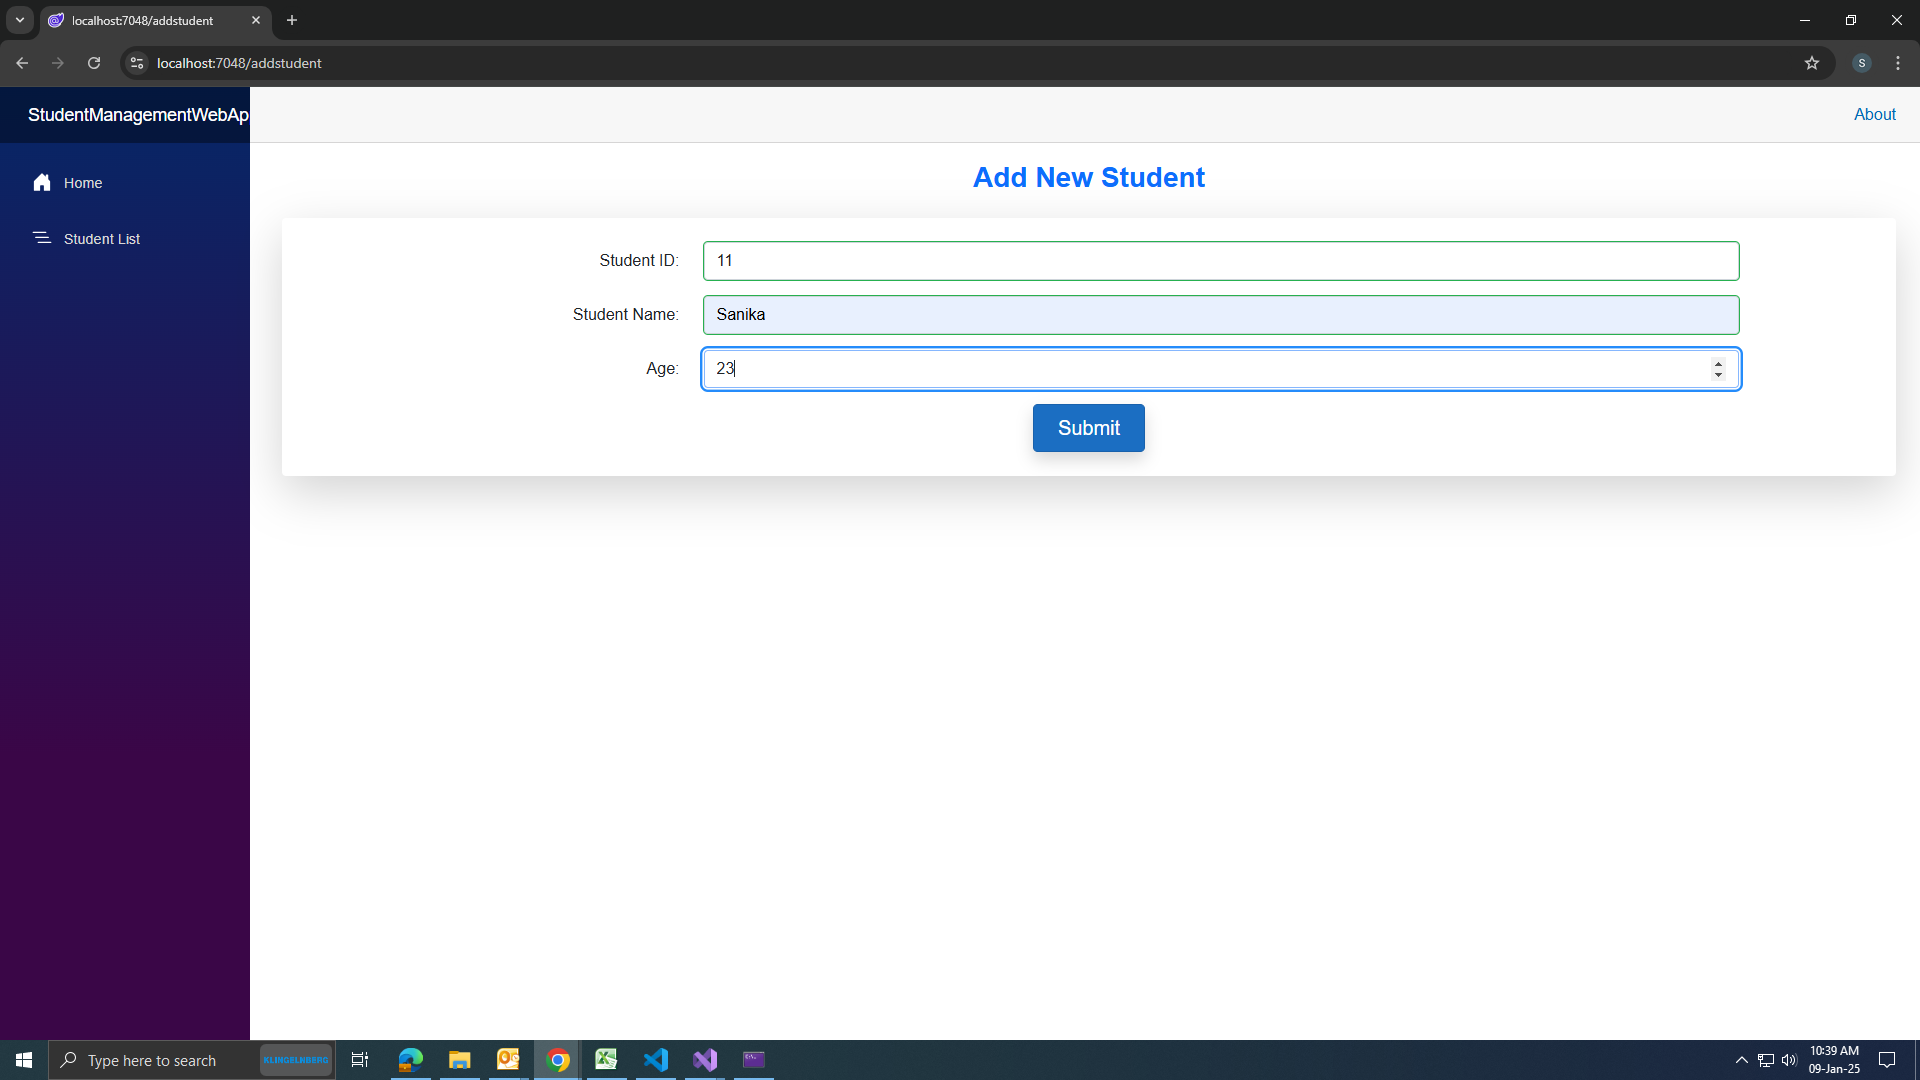 localhost:7048/addstudent
localhost:7048/addstudent
S
StudentManagementWebAp
About
Home
Student List
Add New Student
Student ID:
11
Student Name:
Sanika
Age:
23
Submit
Type here to search
KLINGELNBERG
10:39 AM
09-Jan-25